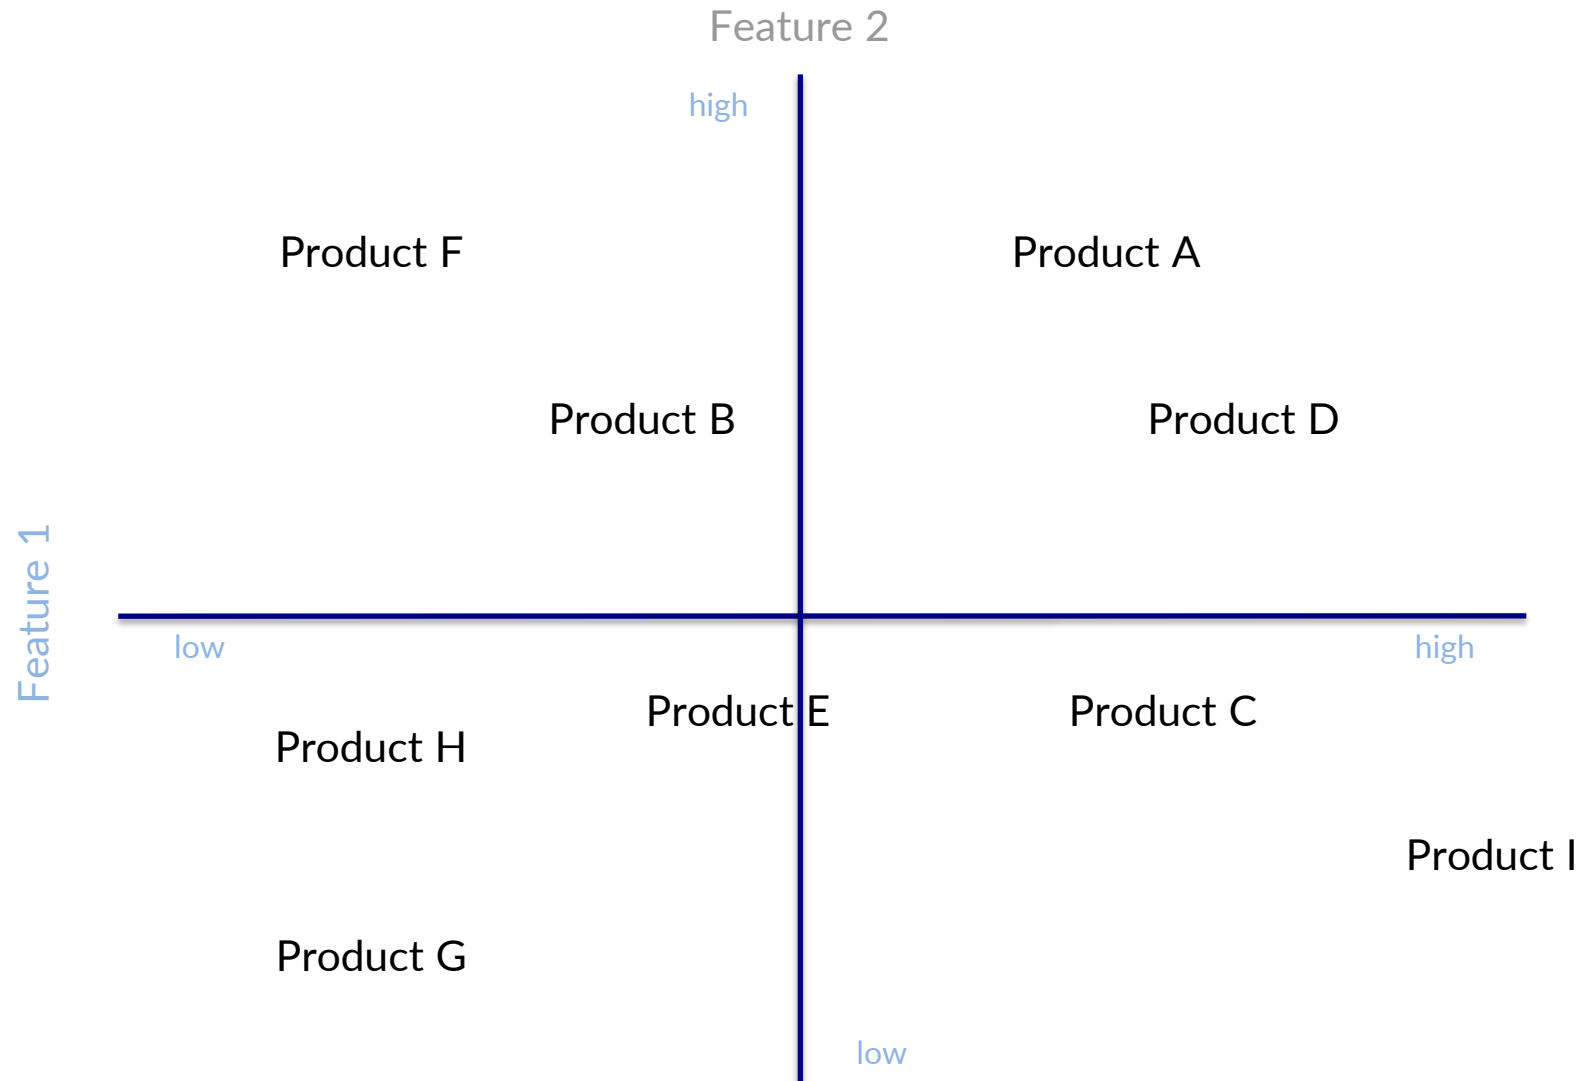 Feature 2
high
Product F
Product A
Product B
Product D
Feature 1
low
high
Product E
Product C
Product H
Product I
Product G
low